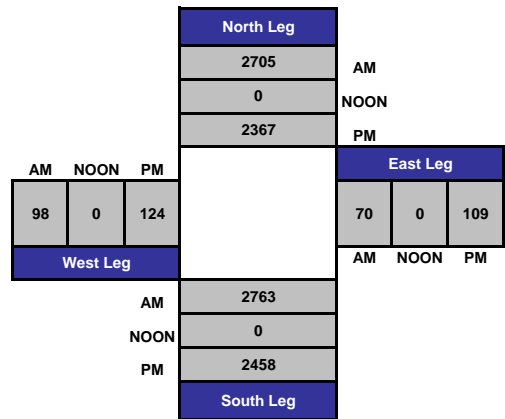 North Leg
2705 AM
0 NOON
2367 PM
East Leg
AM NOON PM
98 0 124
70 0 109
West Leg
AM NOON PM
AM 2763
NOON 0
PM 2458
South Leg